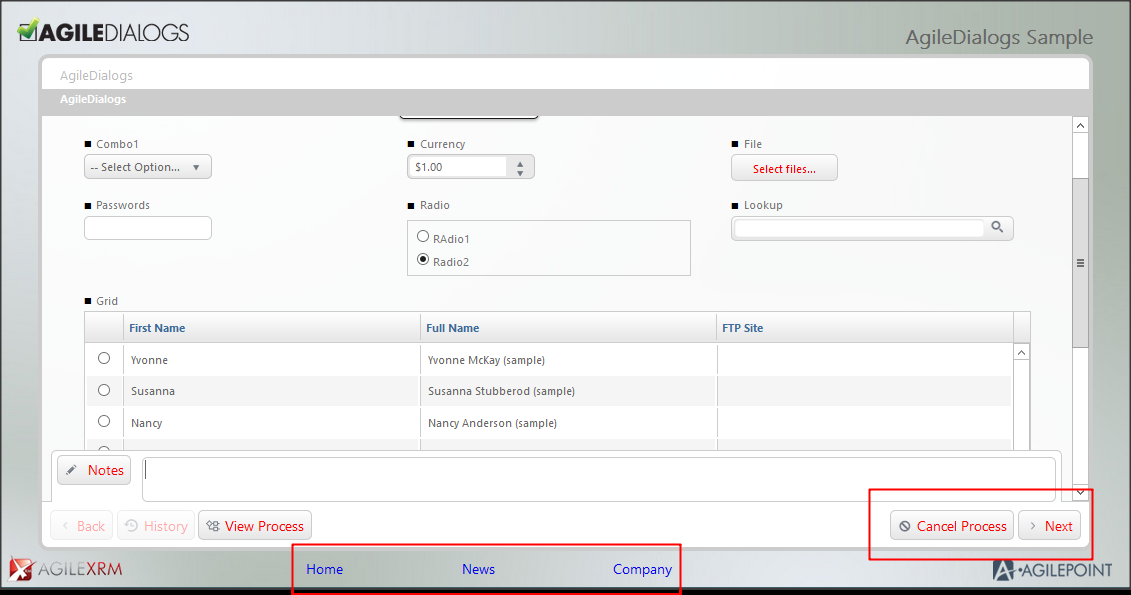 AGILEDIALOGS
AgileDialogs Sample
AgileDialogs
AgileDialogs
Combo1 Currency File
-- Select Option... $1.00 Select files...
Passwords Radio Lookup
RAdio1
Radio2
Grid
First Name Full Name FTP Site
Yvonne Yvonne McKay (sample)
Susanna Susanna Stubberod (sample)
Nancy Nancy Anderson (sample)
Notes
Back History View Process Cancel Process Next
AGILEXRM Home News Company AGILEPOINT